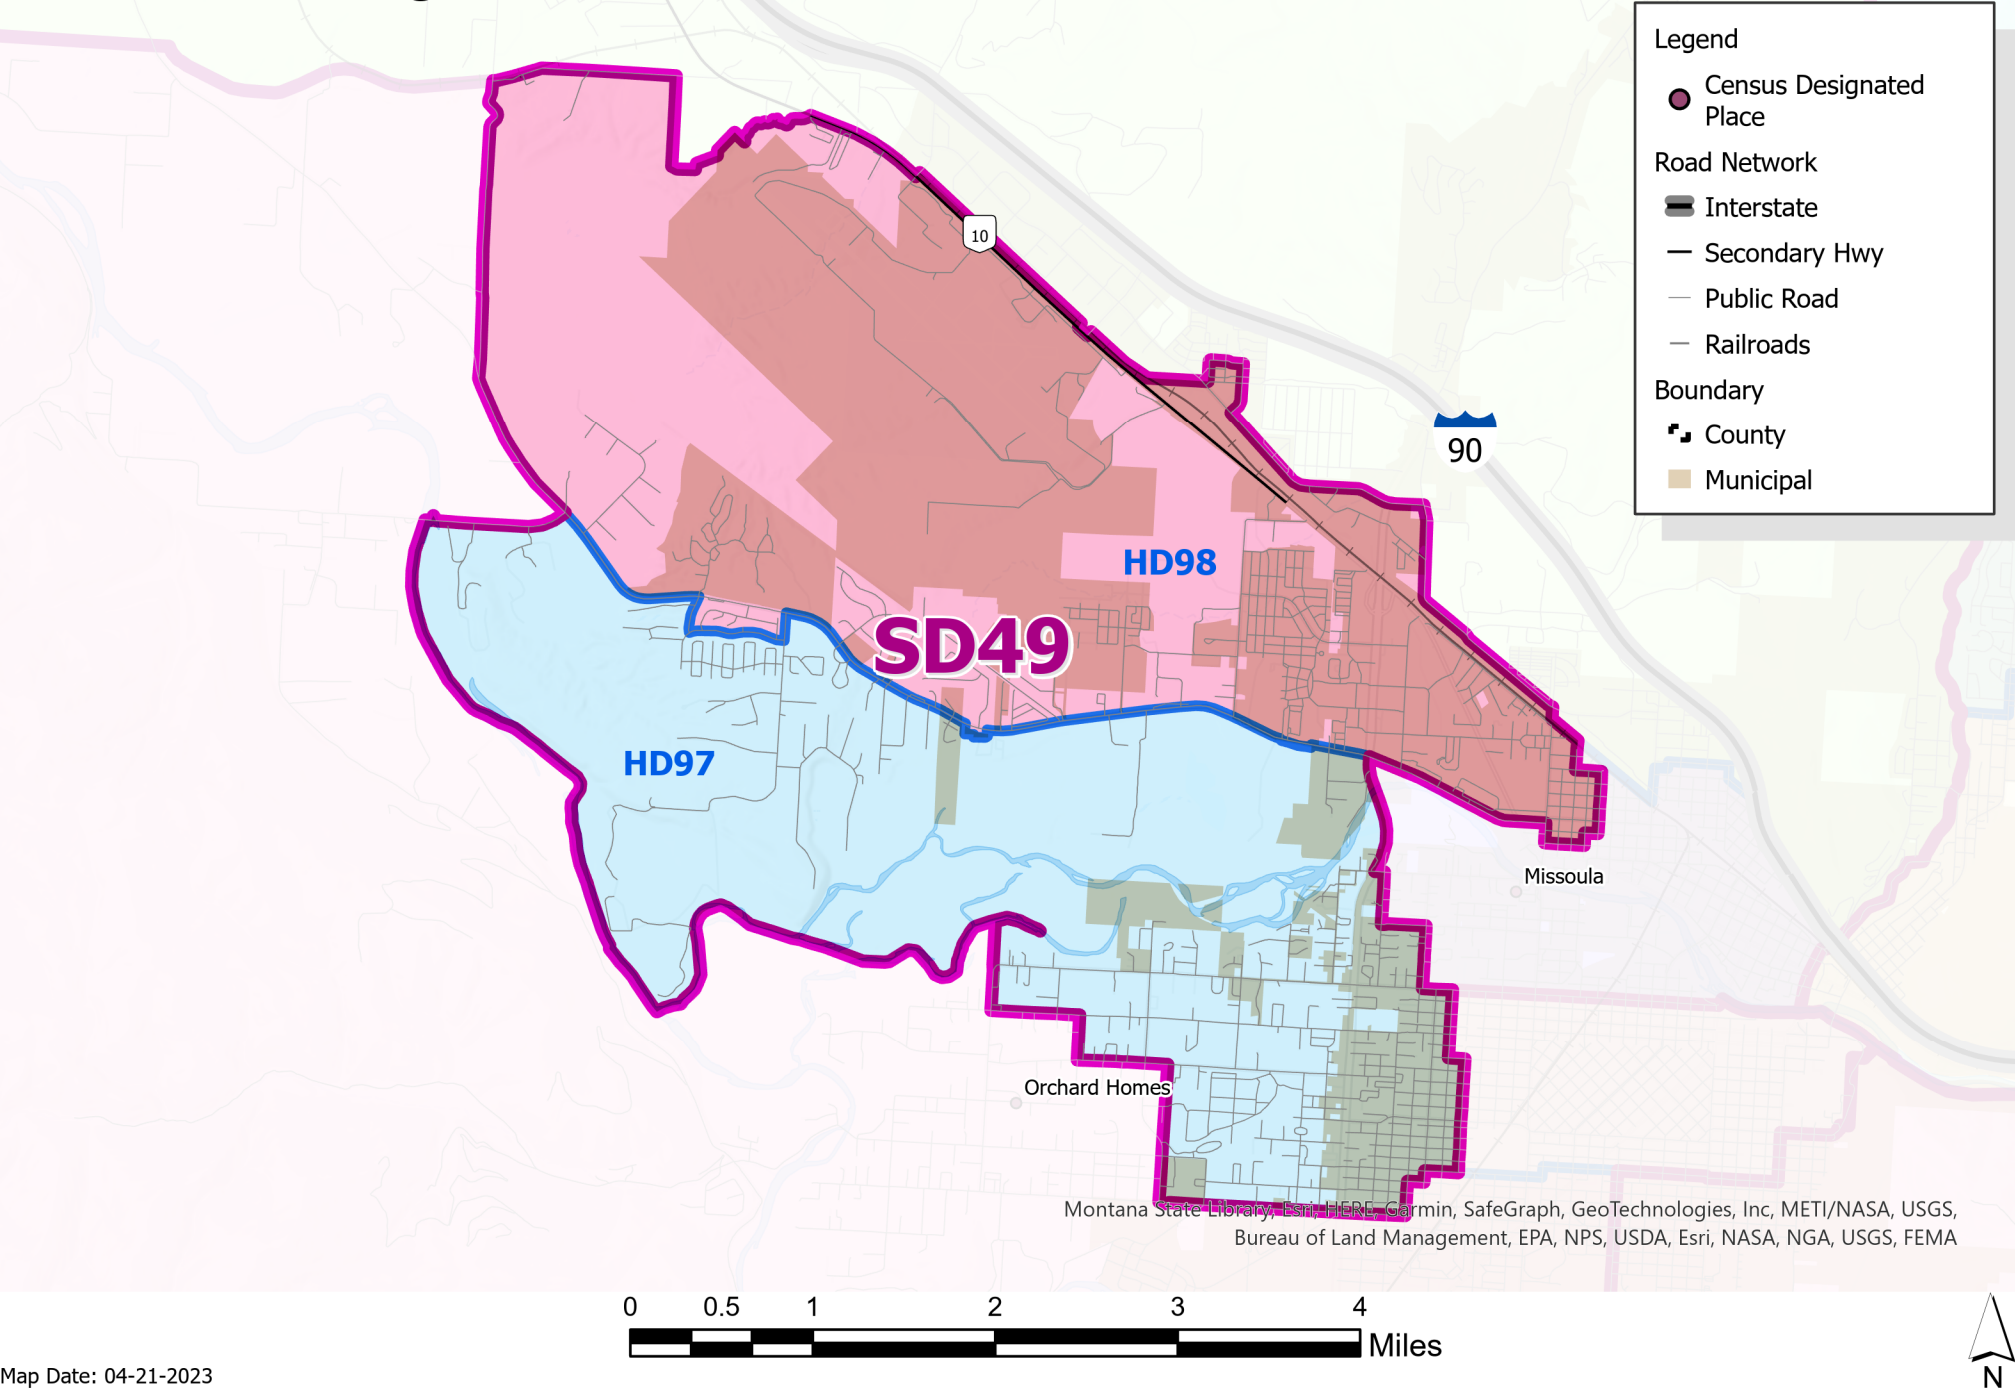 Legend
Census Designated
Place
Road Network
Interstate
Secondary Hwy
Public Road
Railroads
Boundary
County
Municipal
10
90
HD98
SD49
HD97
Missoula
Orchard Homes
Montana State Library, Esri, HERE, Garmin, SafeGraph, GeoTechnologies, Inc, METI/NASA, USGS,
Bureau of Land Management, EPA, NPS, USDA, Esri, NASA, NGA, USGS, FEMA
0 0.5 1 2 3 4
Miles
Map Date: 04-21-2023
N